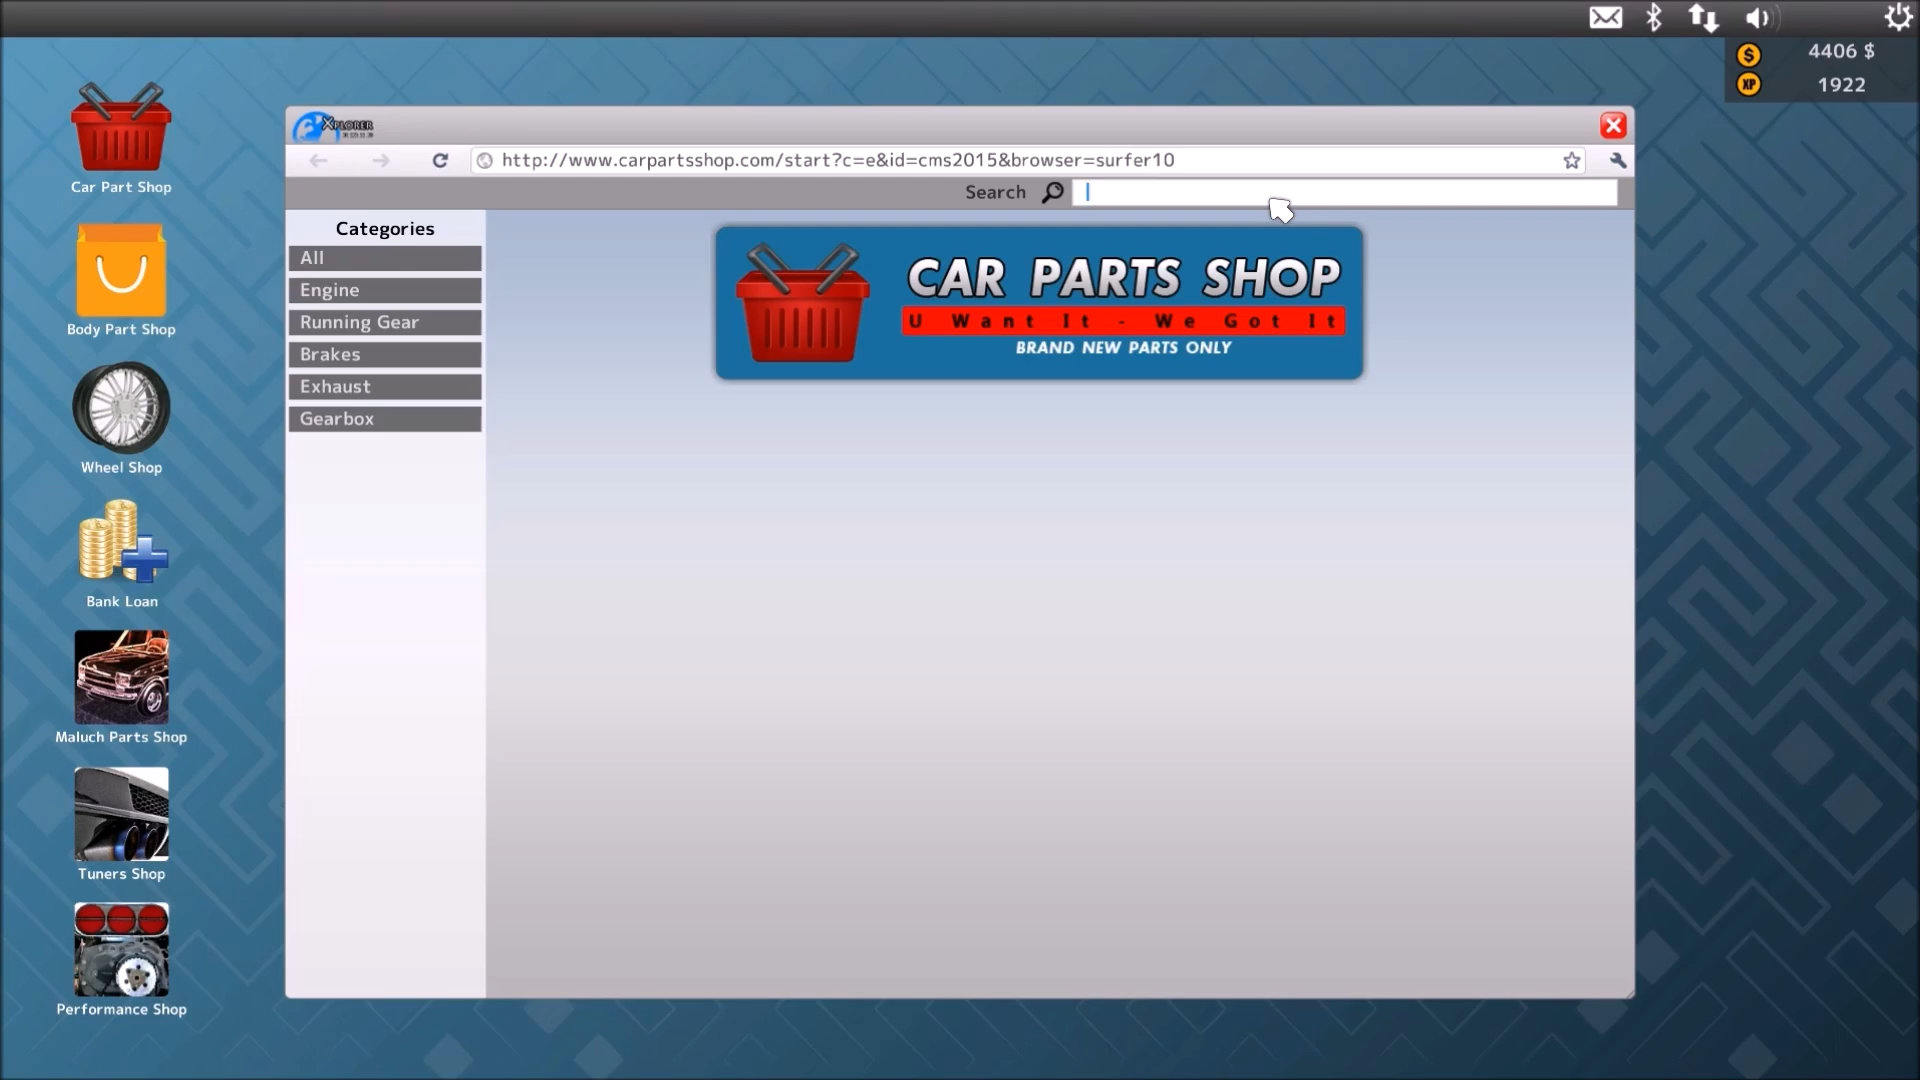 4406 $
XP 1922
Car Part Shop
Body Part Shop
Wheel Shop
Bank Loan
Maluch Parts Shop
Tuners Shop
Performance Shop
XPLORER
http://www.carpartsshop.com/start?c=e&id=cms2015&browser=surfer10
Search
Categories
All
Engine
Running Gear
Brakes
Exhaust
Gearbox
CAR PARTS SHOP
U Want It - We Got It
BRAND NEW PARTS ONLY